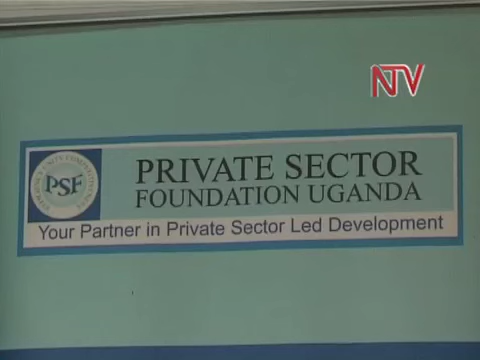 NTV
PRIVATE SECTOR
FOUNDATION UGANDA
PSF
Your Partner in Private Sector Led Development